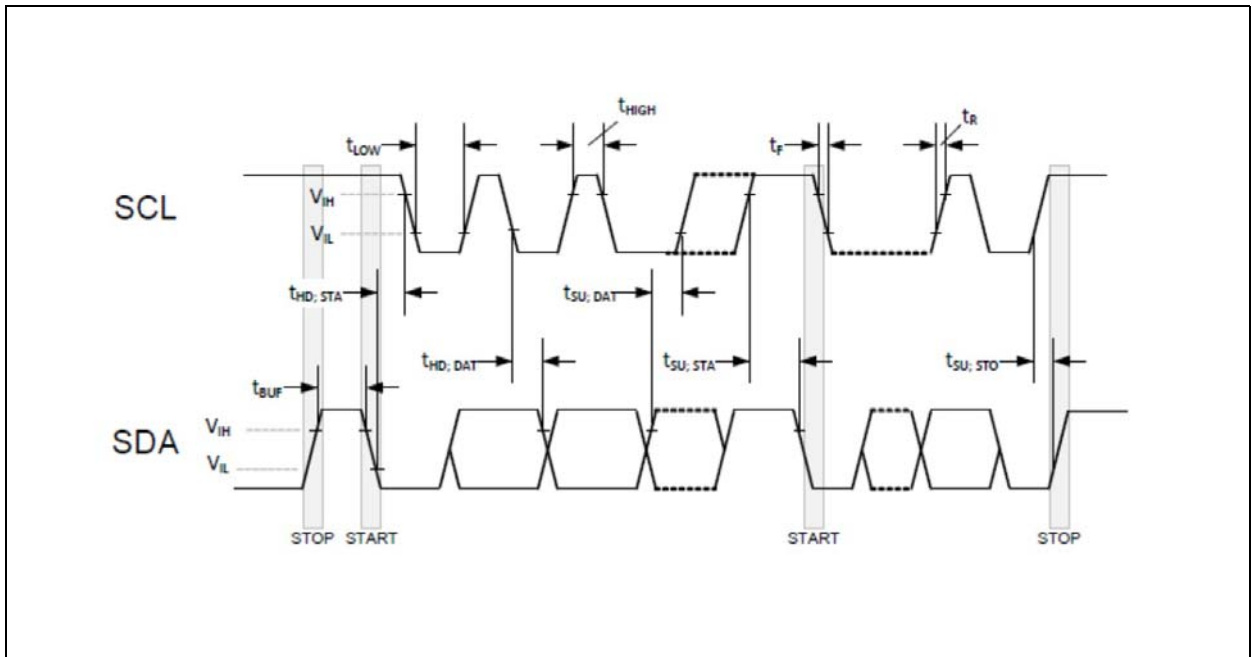 tHIGH
tR
tLOW
tF
SCL
VIH
VIL
tHD; STA
tSU; DAT
tHD; DAT
tSU; STA
tSU; STO
tBUF
SDA
VIH
VIL
STOP START START STOP